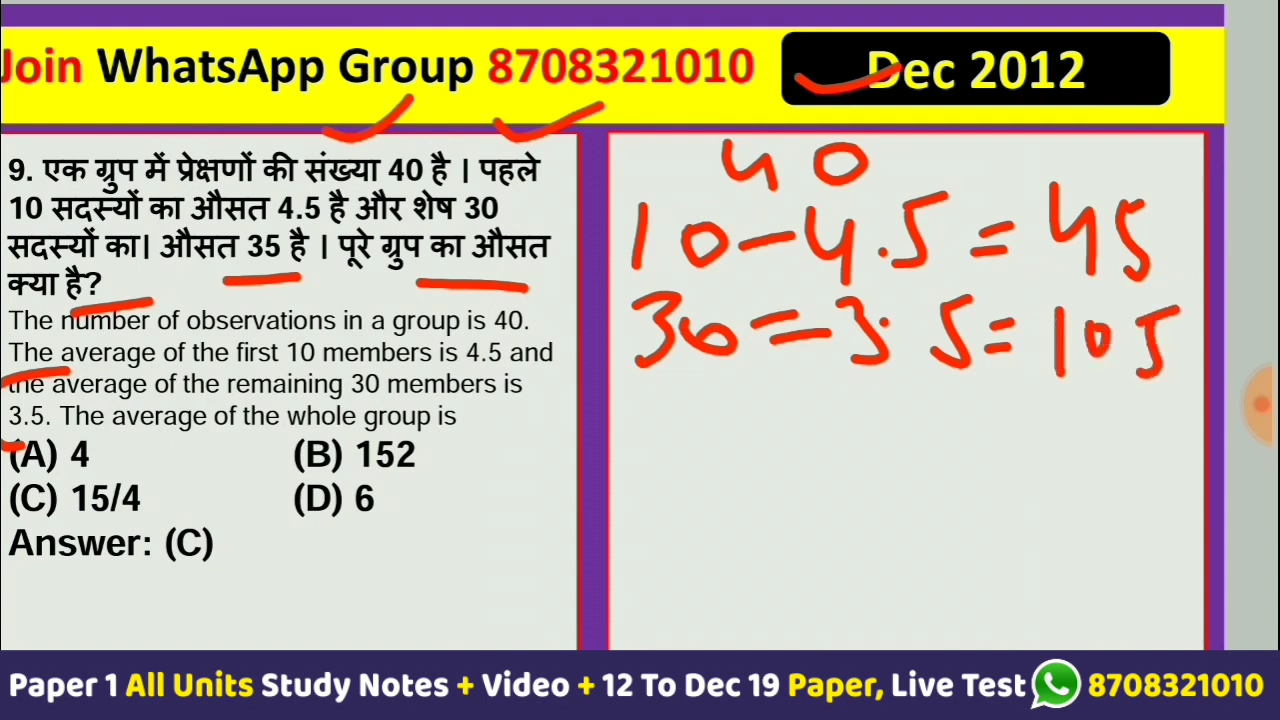 Join WhatsApp Group 8708321010
Dec 2012
9. एक ग्रुप में प्रेक्षणों की संख्या 40 है । पहले
10 सदस्यों का औसत 4.5 है और शेष 30
सदस्यों का। औसत 35 है । पूरे ग्रुप का औसत
क्या है?
The number of observations in a group is 40.
The average of the first 10 members is 4.5 and
the average of the remaining 30 members is
3.5. The average of the whole group is
(A) 4 (B) 152
(C) 15/4 (D) 6
Answer: (C)
40
10-4.5=45
30=3.5=105
Paper 1 All Units Study Notes + Video + 12 To Dec 19 Paper, Live Test 8708321010